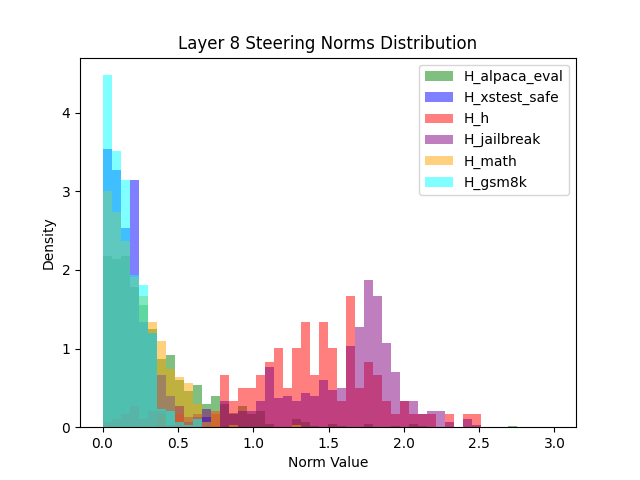 Layer 8 Steering Norms Distribution
H_alpaca_eval
H_xstest_safe
H_h
H_jailbreak
H_math
H_gsm8k
Density
4
3
2
1
0
0.0
0.5
1.0
1.5
2.0
2.5
3.0
Norm Value